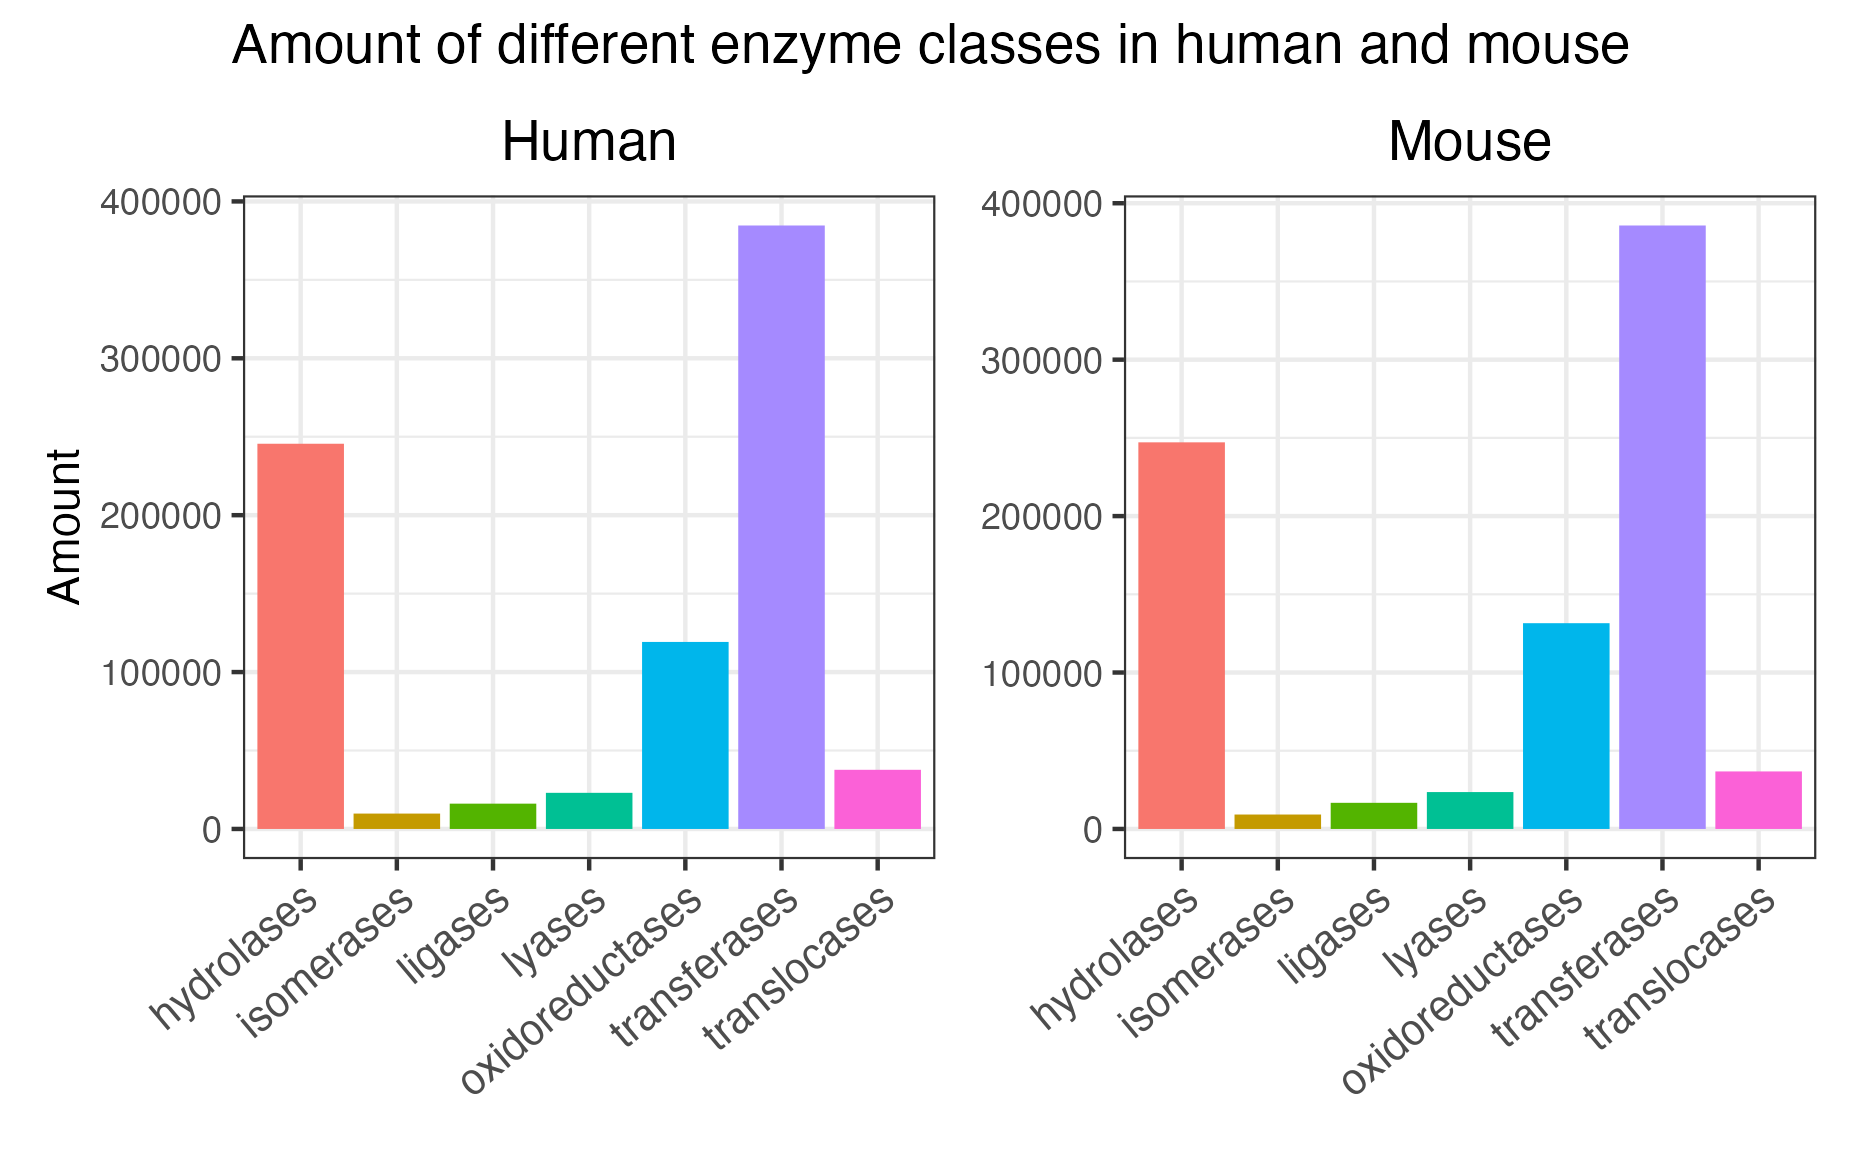 Amount of different enzyme classes in human and mouse
Human
Mouse
Amount
400000
300000
200000
100000
0
hydrolases
isomerases
ligases
lyases
oxidoreductases
transferases
translocases
400000
300000
200000
100000
0
hydrolases
isomerases
ligases
lyases
oxidoreductases
transferases
translocases